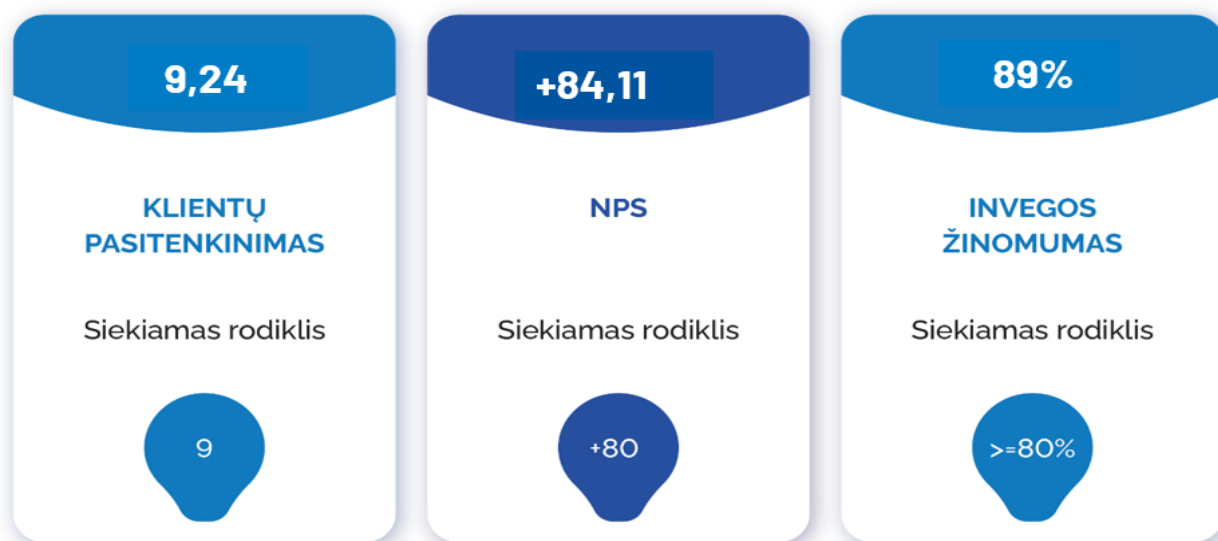 9,24
KLIENTŲ
PASITENKINIMAS
Siekiamas rodiklis
9
+84,11
NPS
Siekiamas rodiklis
+80
89%
INVEGOS
ŽINOMUMAS
Siekiamas rodiklis
>=80%